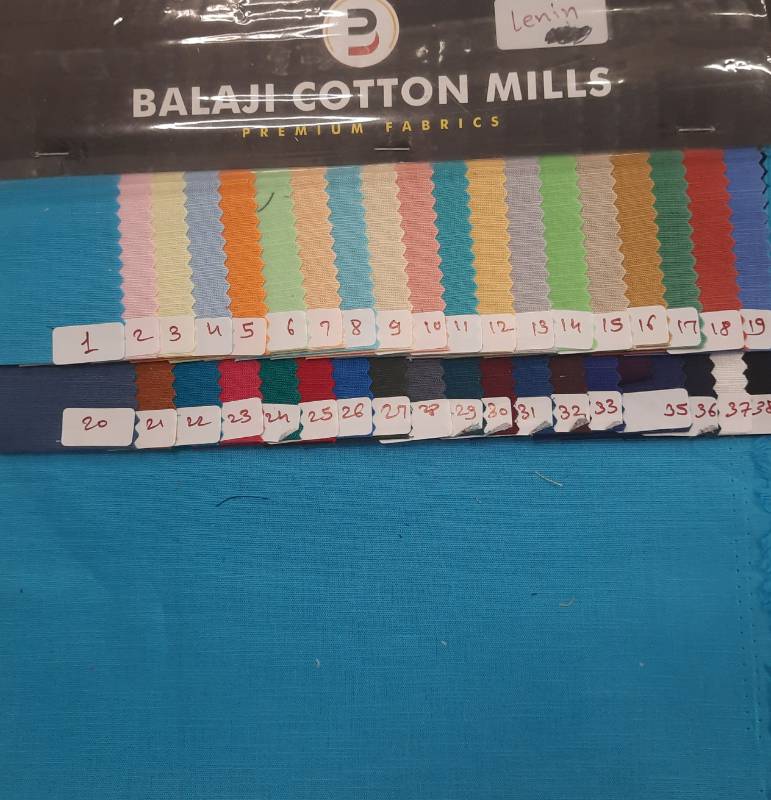 Lenin
BALAJI COTTON MILLS
PREMIUM FABRICS
1 2 3 4 5 6 7 8 9 10 11 12 13 14 15 16 17 18 19
20 21 22 23 24 25 26 27 28 29 30 31 32 33 35 36 37 38